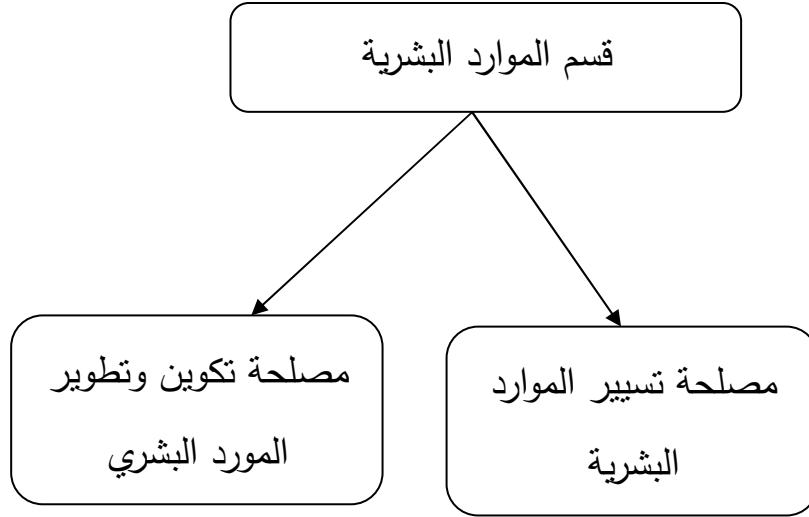 قسم الموارد البشرية
مصلحة تسيير الموارد
البشرية
مصلحة تكوين وتطوير
المورد البشري